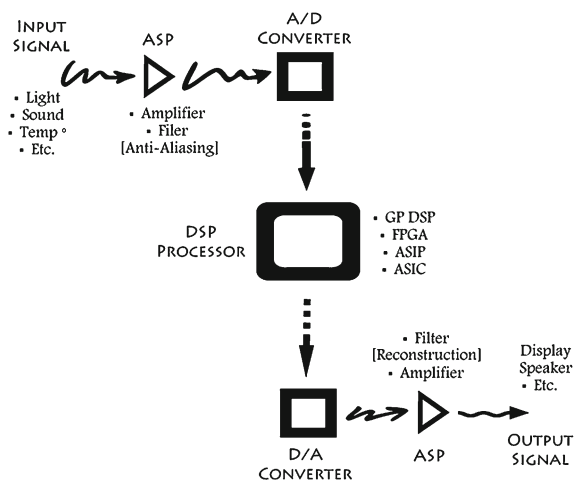 INPUT
SIGNAL
ASP
A/D
CONVERTER
▪ Light
▪ Sound
▪ Temp °
▪ Etc.
▪ Amplifier
▪ Filer
[Anti-Aliasing]
DSP
PROCESSOR
▪ GP DSP
▪ FPGA
▪ ASIP
▪ ASIC
▪ Filter
[Reconstruction]
▪ Amplifier
Display
Speaker
▪ Etc.
D/A
CONVERTER
ASP
OUTPUT
SIGNAL